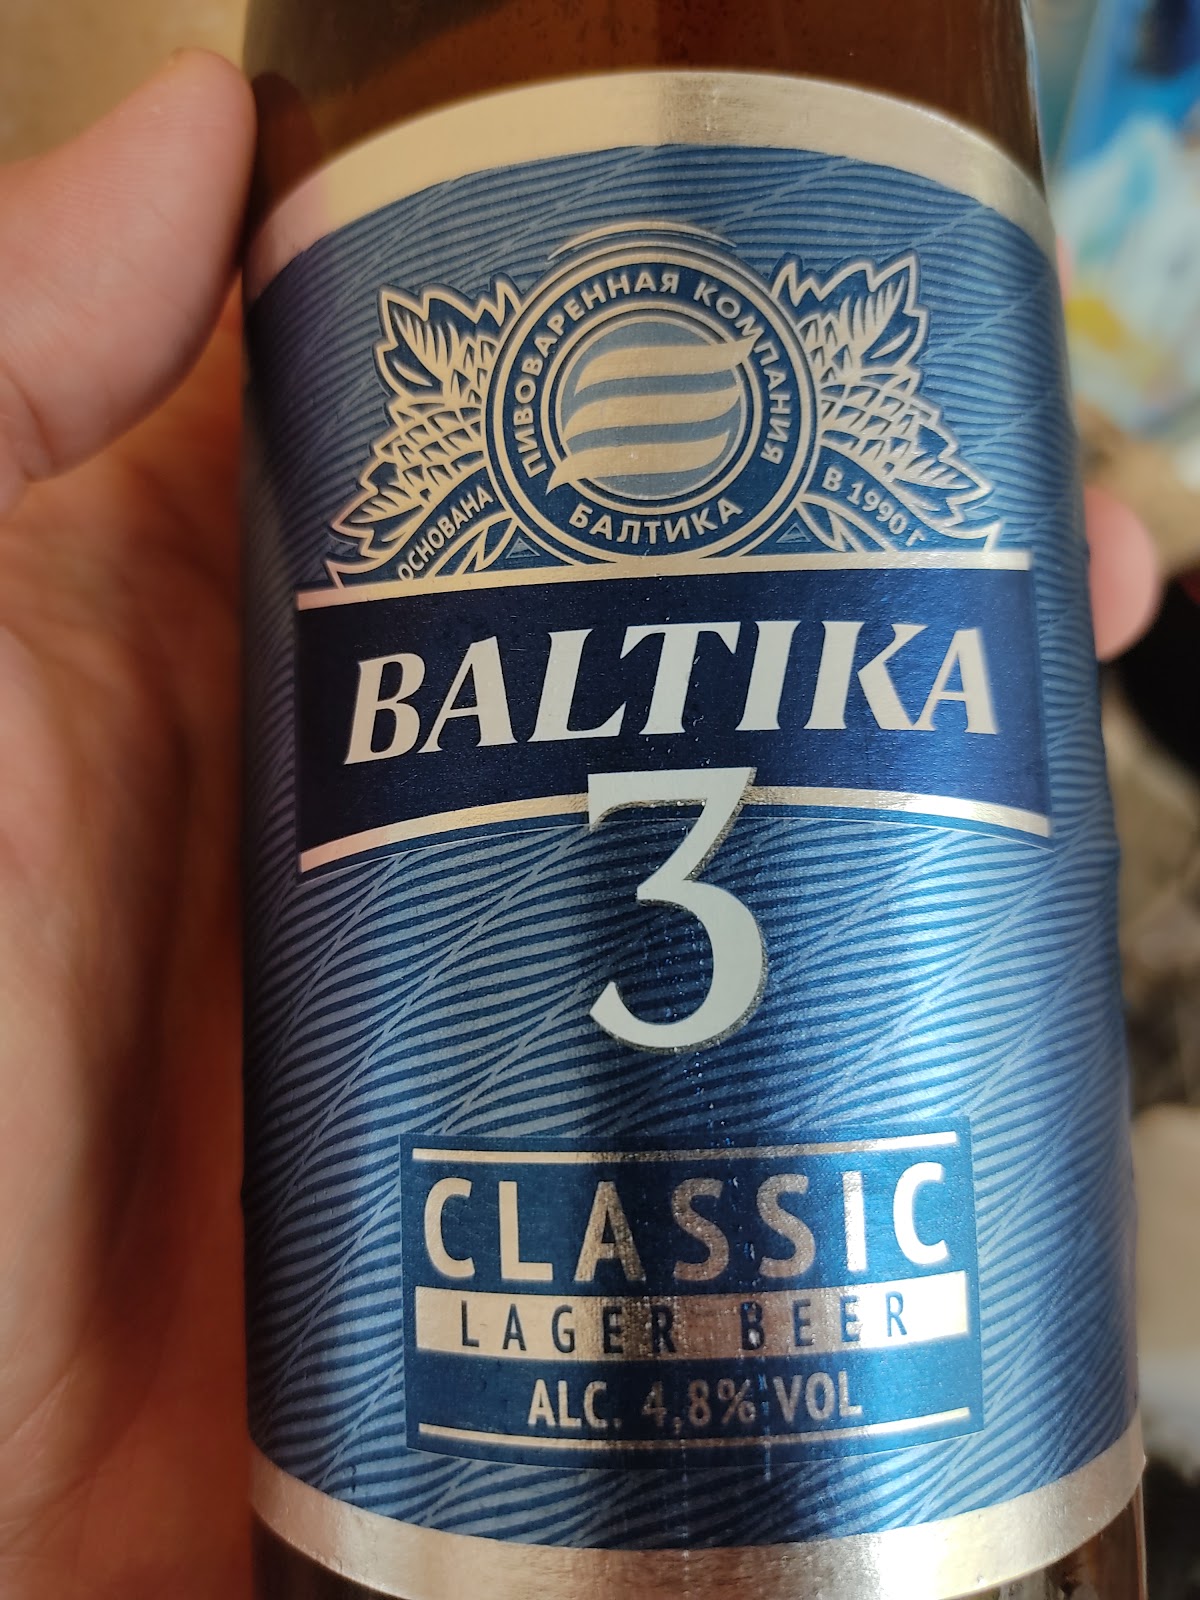 ПИВОВАРЕННАЯ КОМПАНИЯ
БАЛТИКА
ОСНОВАНА В 1990 Г.
BALTIKA
3
CLASSIC
LAGER BEER
ALC. 4,8% VOL